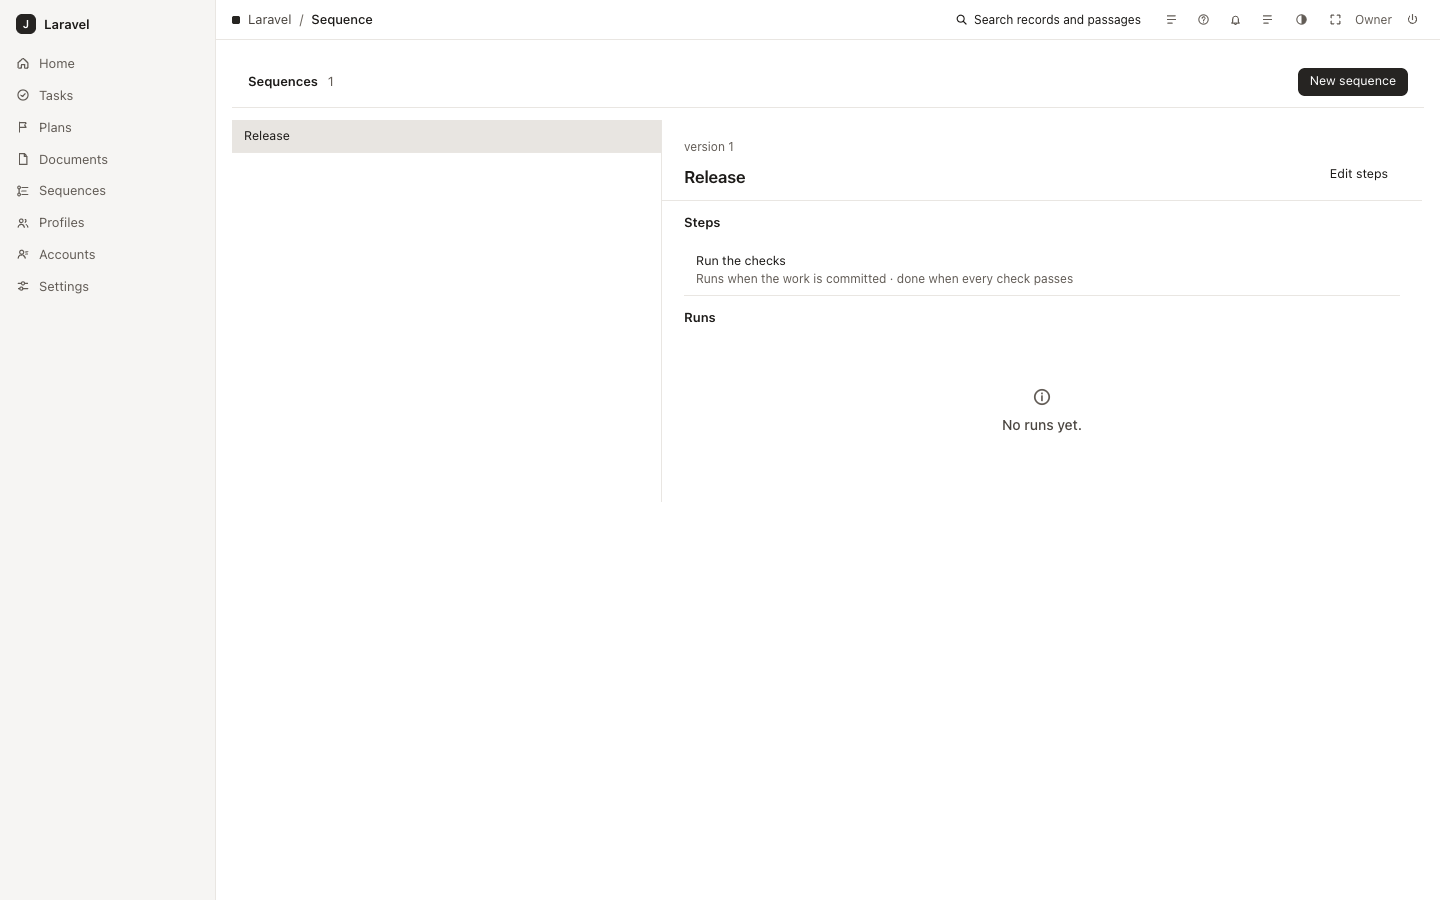 J Laravel
Home
Tasks
Plans
Documents
Sequences
Profiles
Accounts
Settings
Laravel / Sequence
Search records and passages
Owner
Sequences 1
New sequence
Release
version 1
Release
Edit steps
Steps
Run the checks
Runs when the work is committed · done when every check passes
Runs
No runs yet.